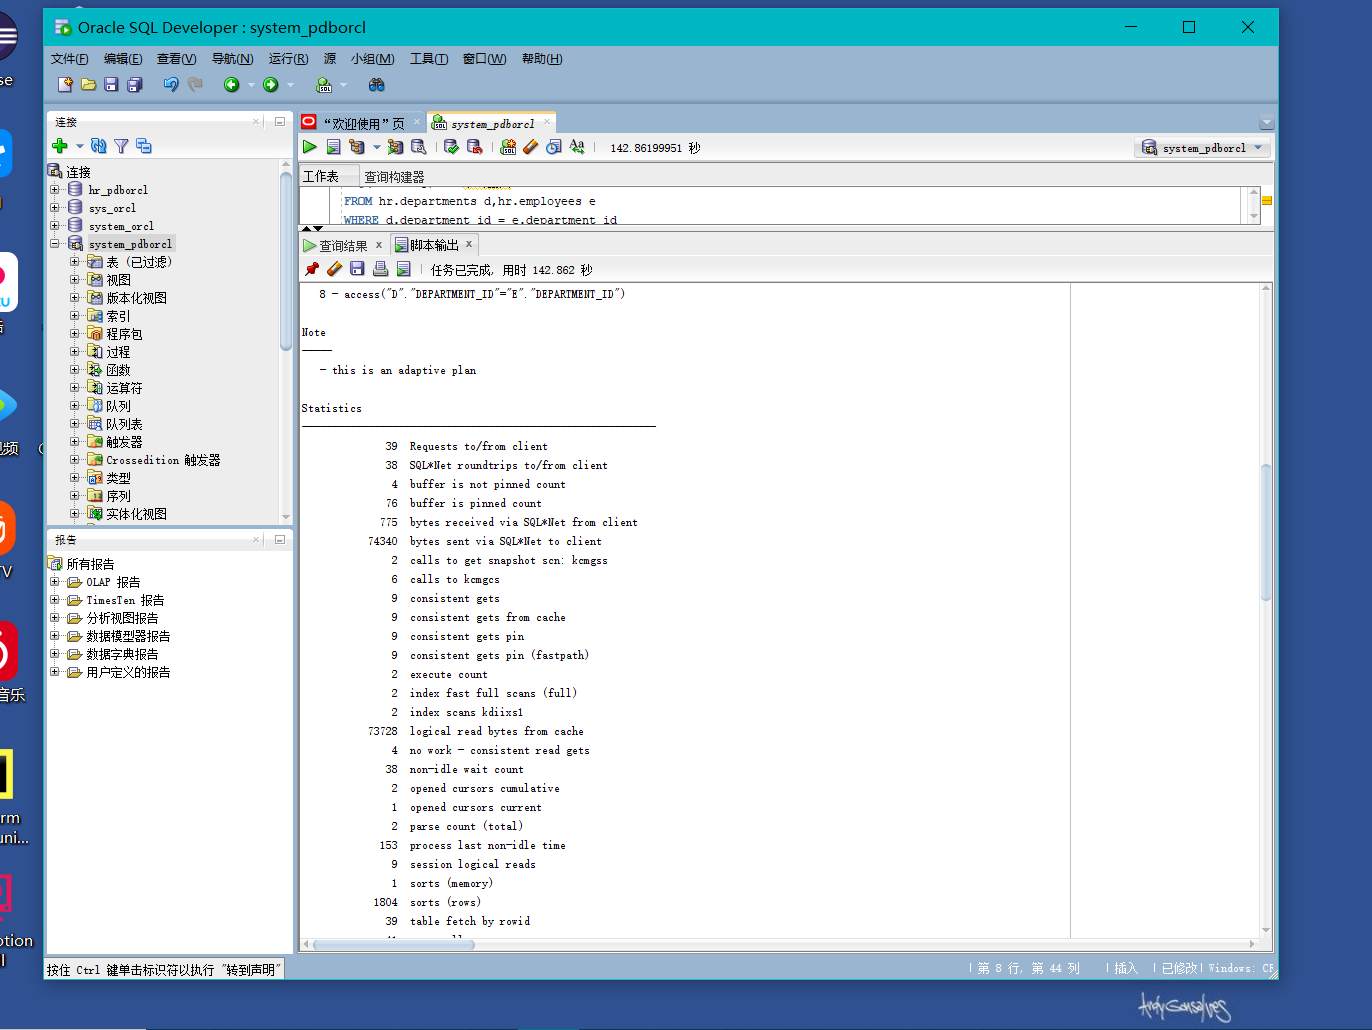 Oracle SQL Developer : system_pdborcl
文件(F) 编辑(E) 查看(V) 导航(N) 运行(R) 源 小组(M) 工具(T) 窗口(W) 帮助(H)
连接
连接
hr_pdborcl
sys_orcl
system_orcl
system_pdborcl
表 (已过滤)
视图
版本化视图
索引
程序包
过程
函数
运算符
队列
队列表
触发器
Crossedition 触发器
类型
序列
实体化视图
报告
所有报告
OLAP 报告
TimesTen 报告
分析视图报告
数据模型器报告
数据字典报告
用户定义的报告
“欢迎使用”页 system_pdborcl
142.86199951 秒 system_pdborcl
工作表 查询构建器
FROM hr.departments d,hr.employees e
WHERE d.department_id = e.department_id
查询结果 x 脚本输出 x
任务已完成, 用时 142.862 秒
8 - access("D"."DEPARTMENT_ID"="E"."DEPARTMENT_ID")
Note
-----
- this is an adaptive plan
Statistics
-----------------------------------------------------------
39 Requests to/from client
38 SQL*Net roundtrips to/from client
4 buffer is not pinned count
76 buffer is pinned count
775 bytes received via SQL*Net from client
74340 bytes sent via SQL*Net to client
2 calls to get snapshot scn: kcmgss
6 calls to kcmgcs
9 consistent gets
9 consistent gets from cache
9 consistent gets pin
9 consistent gets pin (fastpath)
2 execute count
2 index fast full scans (full)
2 index scans kdiixs1
73728 logical read bytes from cache
4 no work - consistent read gets
38 non-idle wait count
2 opened cursors cumulative
1 opened cursors current
2 parse count (total)
153 process last non-idle time
9 session logical reads
1 sorts (memory)
1804 sorts (rows)
39 table fetch by rowid
按住 Ctrl 键单击标识符以执行 "转到声明"
第 8 行, 第 44 列 插入 已修改 Windows: CR
Andy Gonsalves
se
视频
TV
音乐
rm
uni...
otion
l